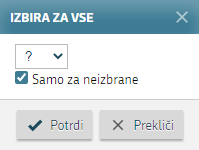 IZBIRA ZA VSE
?
Samo za neizbrane
Potrdi Prekliči